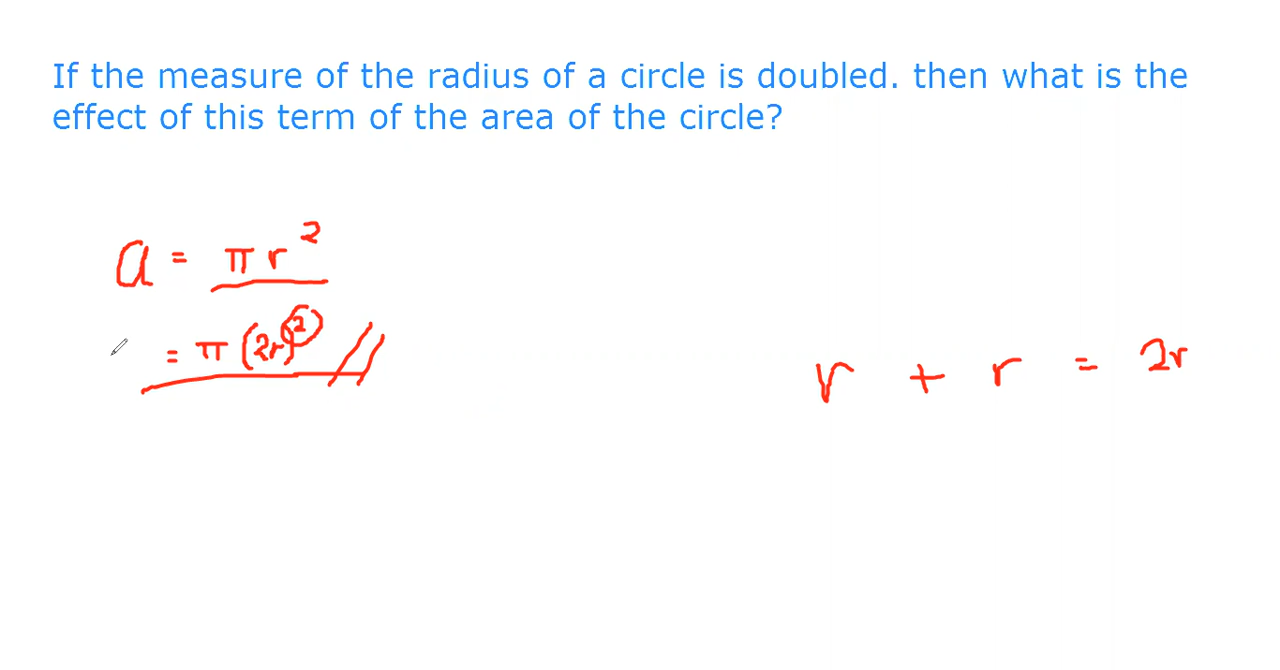 If the measure of the radius of a circle is doubled. then what is the
effect of this term of the area of the circle?
a = πr²
= π(2r)²
r + r = 2r